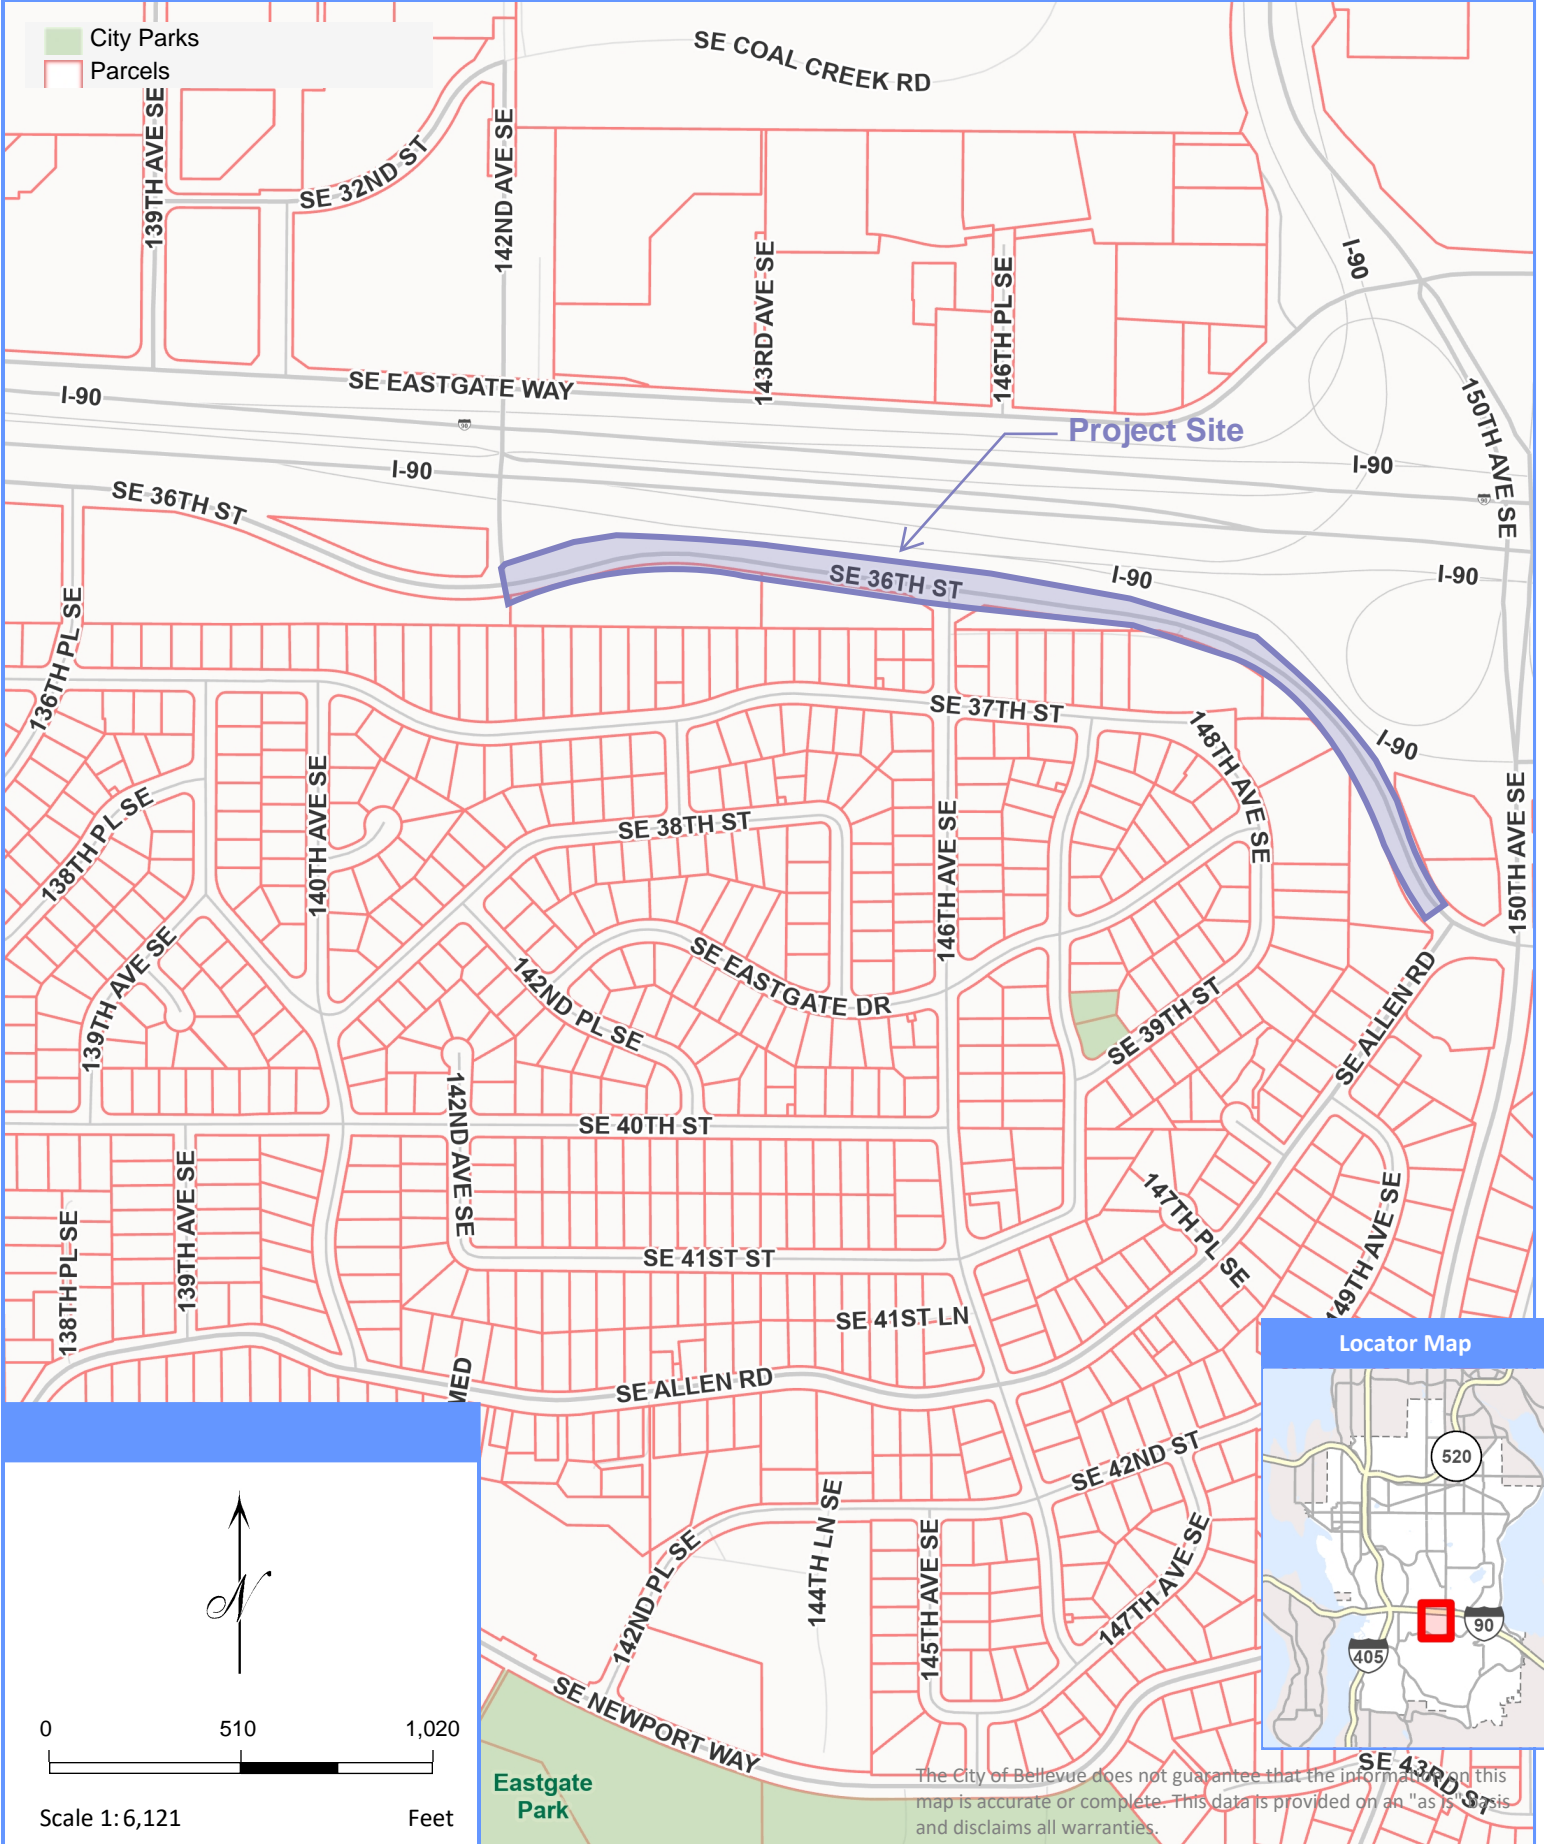 City Parks
Parcels
SE COAL CREEK RD
139TH AVE SE
SE 32ND ST
142ND AVE SE
143RD AVE SE
146TH PL SE
I-90
150TH AVE SE
SE EASTGATE WAY
I-90
Project Site
I-90
I-90
SE 36TH ST
SE 36TH ST
I-90
I-90
136TH PL SE
SE 37TH ST
148TH AVE SE
I-90
138TH PL SE
140TH AVE SE
SE 38TH ST
146TH AVE SE
150TH AVE SE
139TH AVE SE
142ND PL SE
SE EASTGATE DR
SE 39TH ST
SE ALLEN RD
142ND AVE SE
SE 40TH ST
138TH PL SE
139TH AVE SE
147TH PL SE
149TH AVE SE
SE 41ST ST
SE 41ST LN
MED
SE ALLEN RD
Locator Map
520
90
405
SE 42ND ST
142ND PL SE
144TH LN SE
145TH AVE SE
147TH AVE SE
SE NEWPORT WAY
SE 43RD ST
Eastgate
Park
N
0 510 1,020
Scale 1: 6,121 Feet
The City of Bellevue does not guarantee that the information on this
map is accurate or complete. This data is provided on an "as is" basis
and disclaims all warranties.